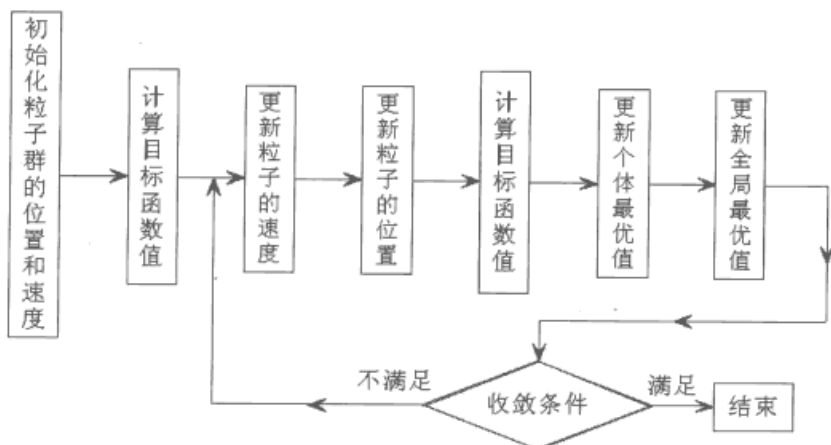 初始化粒子群的位置和速度
计算目标函数值
更新粒子的速度
更新粒子的位置
计算目标函数值
更新个体最优值
更新全局最优值
不满足
收敛条件
满足
结束